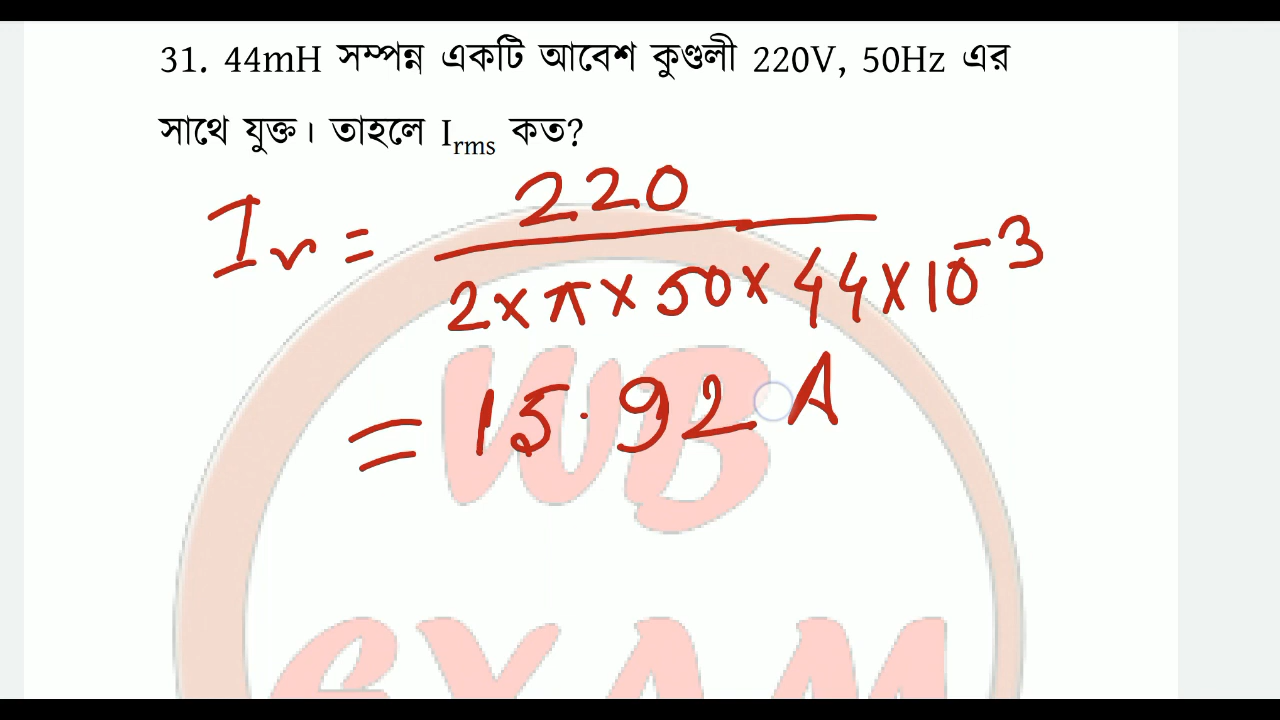 31. 44mH সম্পন্ন একটি আবেশ কুণ্ডলী 220V, 50Hz এর
সাথে যুক্ত। তাহলে Irms কত?
220
Ir =
2×π×50×44×10⁻³
= 15.92 A
WB
EXAM